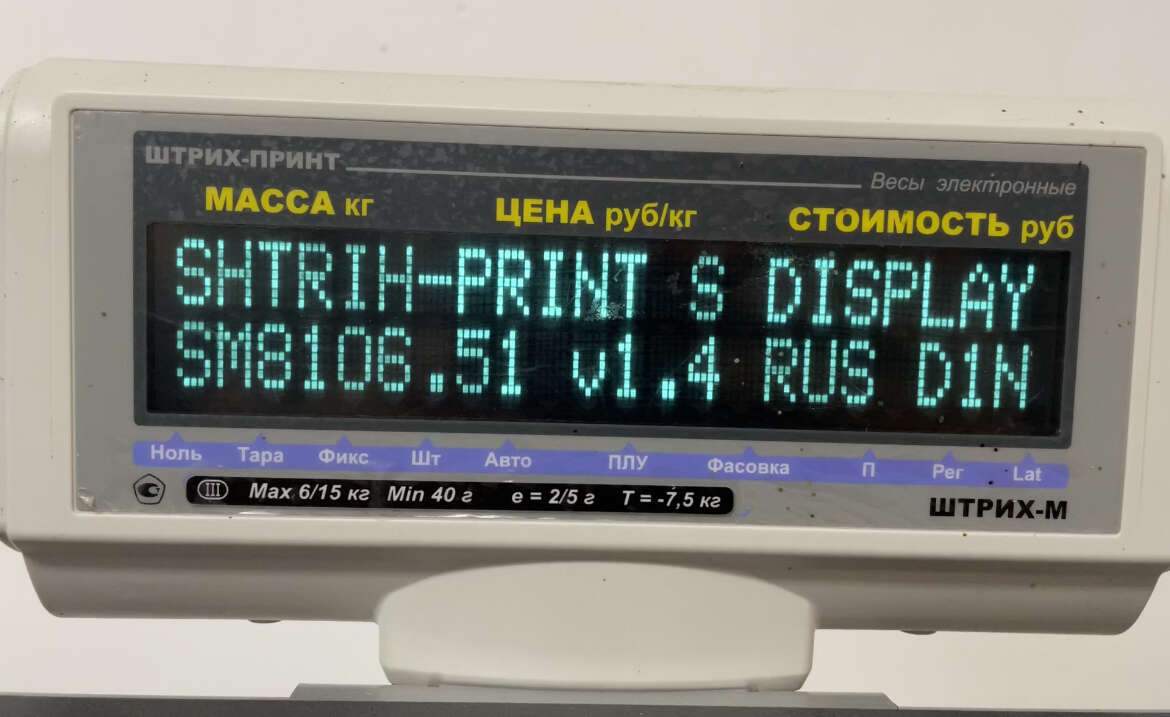 ШТРИХ-ПРИНТ
Весы электронные
МАССА кг ЦЕНА руб/кг СТОИМОСТЬ руб
SHTRIH-PRINT S DISPLAY
SM8106.51 v1.4 RUS D1N
Ноль Тара Фикс Шт Авто ПЛУ Фасовка П Рег Lat
III Max 6/15 кг Min 40 г e = 2/5 г T = -7,5 кг
ШТРИХ-М